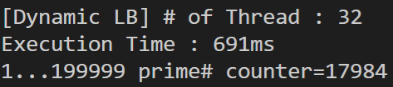 [Dynamic LB] # of Thread : 32
Execution Time : 691ms
1...199999 prime# counter=17984